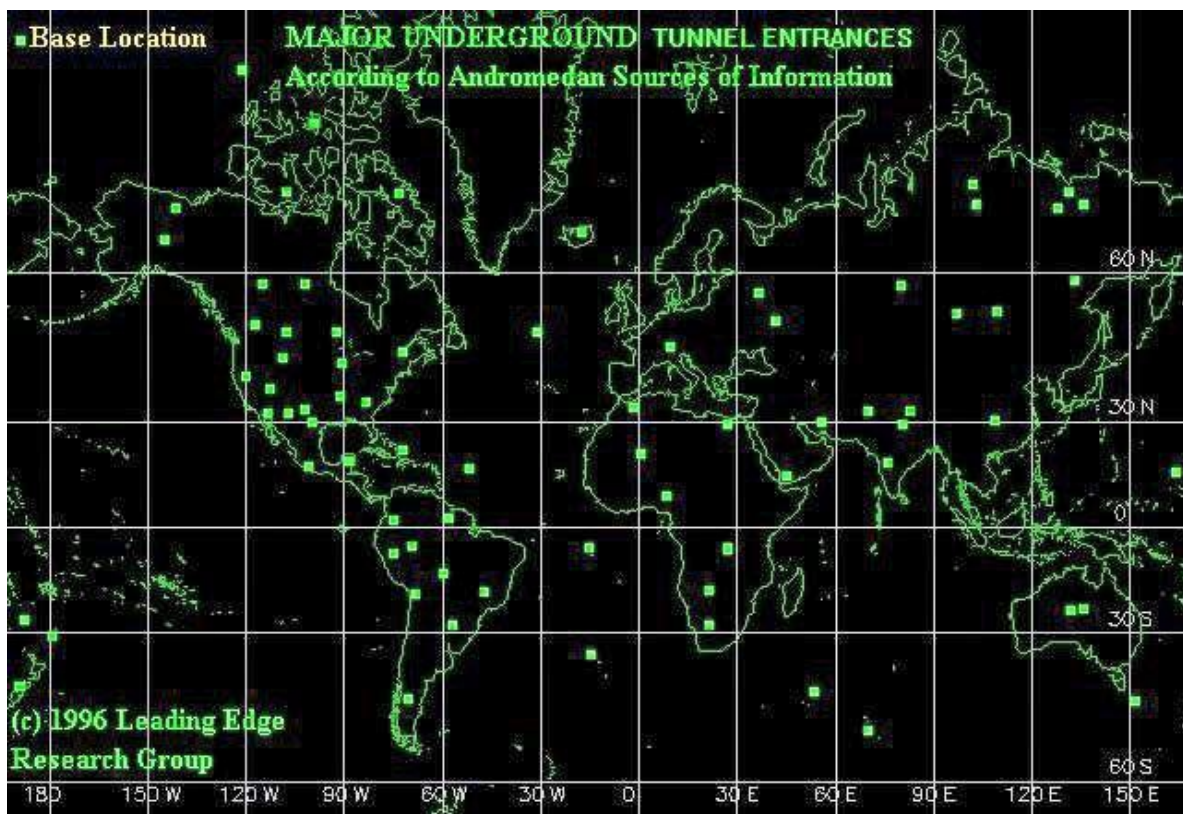 Base Location
MAJOR UNDERGROUND TUNNEL ENTRANCES
According to Andromedan Sources of Information
60 N
30 N
0
30 S
(c) 1996 Leading Edge
Research Group
60 S
180 150 W 120 W 90 W 60 W 30 W 0 30 E 60 E 90 E 120 E 150 E